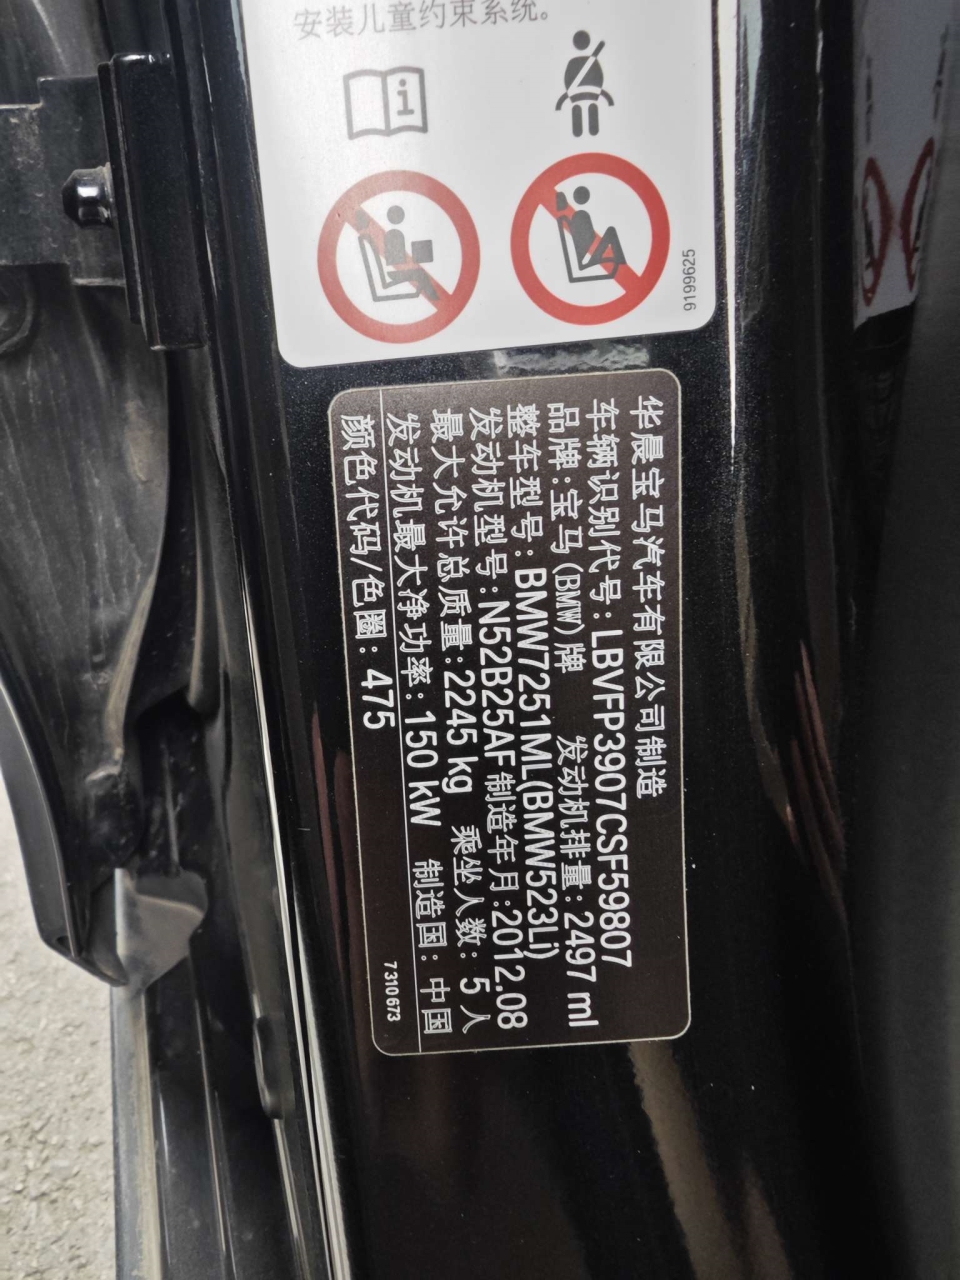 安装儿童约束系统。
9199625
华晨宝马汽车有限公司制造
车辆识别代号:LBVFP3907CSF59807
品牌:宝马(BMW)牌 发动机排量:2497 ml
整车型号:BMW7251ML(BMW523Li)
发动机型号:N52B25AF 制造年月:2012.08
最大允许总质量:2245 kg 乘坐人数: 5 人
发动机最大净功率: 150 kW 制造国: 中国
颜色代码/色圈: 475
7310673